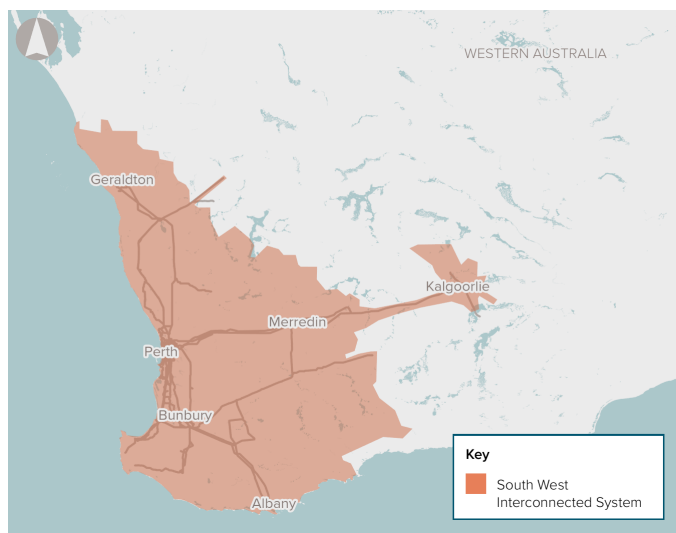 WESTERN AUSTRALIA
Geraldton
Kalgoorlie
Merredin
Perth
Bunbury
Albany
Key
South West
Interconnected System